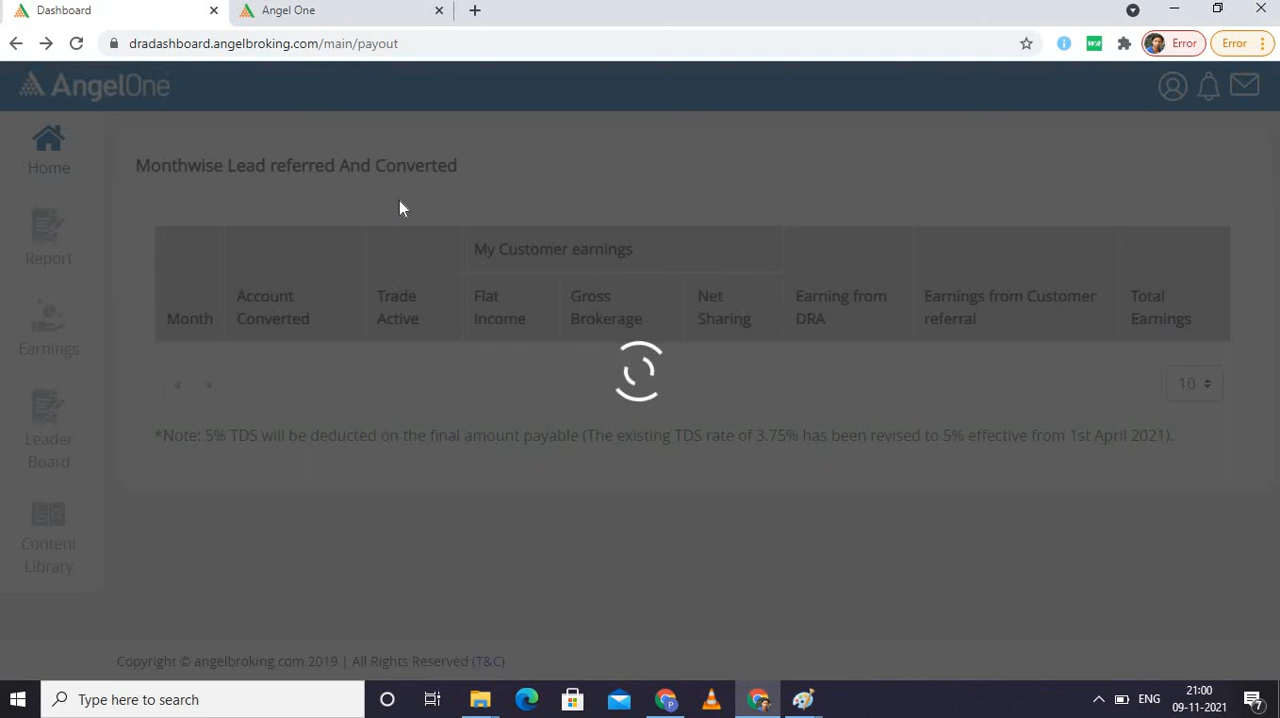 Dashboard
Angel One
dradashboard.angelbroking.com/main/payout
Error
Error
AngelOne
Home
Monthwise Lead referred And Converted
Report
My Customer earnings
Month
Account Converted
Trade Active
Flat Income
Gross Brokerage
Net Sharing
Earning from DRA
Earnings from Customer referral
Total Earnings
Earnings
«
»
10
Leader Board
*Note: 5% TDS will be deducted on the final amount payable (The existing TDS rate of 3.75% has been revised to 5% effective from 1st April 2021).
Content Library
Copyright © angelbroking.com 2019 | All Rights Reserved (T&C)
Type here to search
ENG
21:00
09-11-2021
7